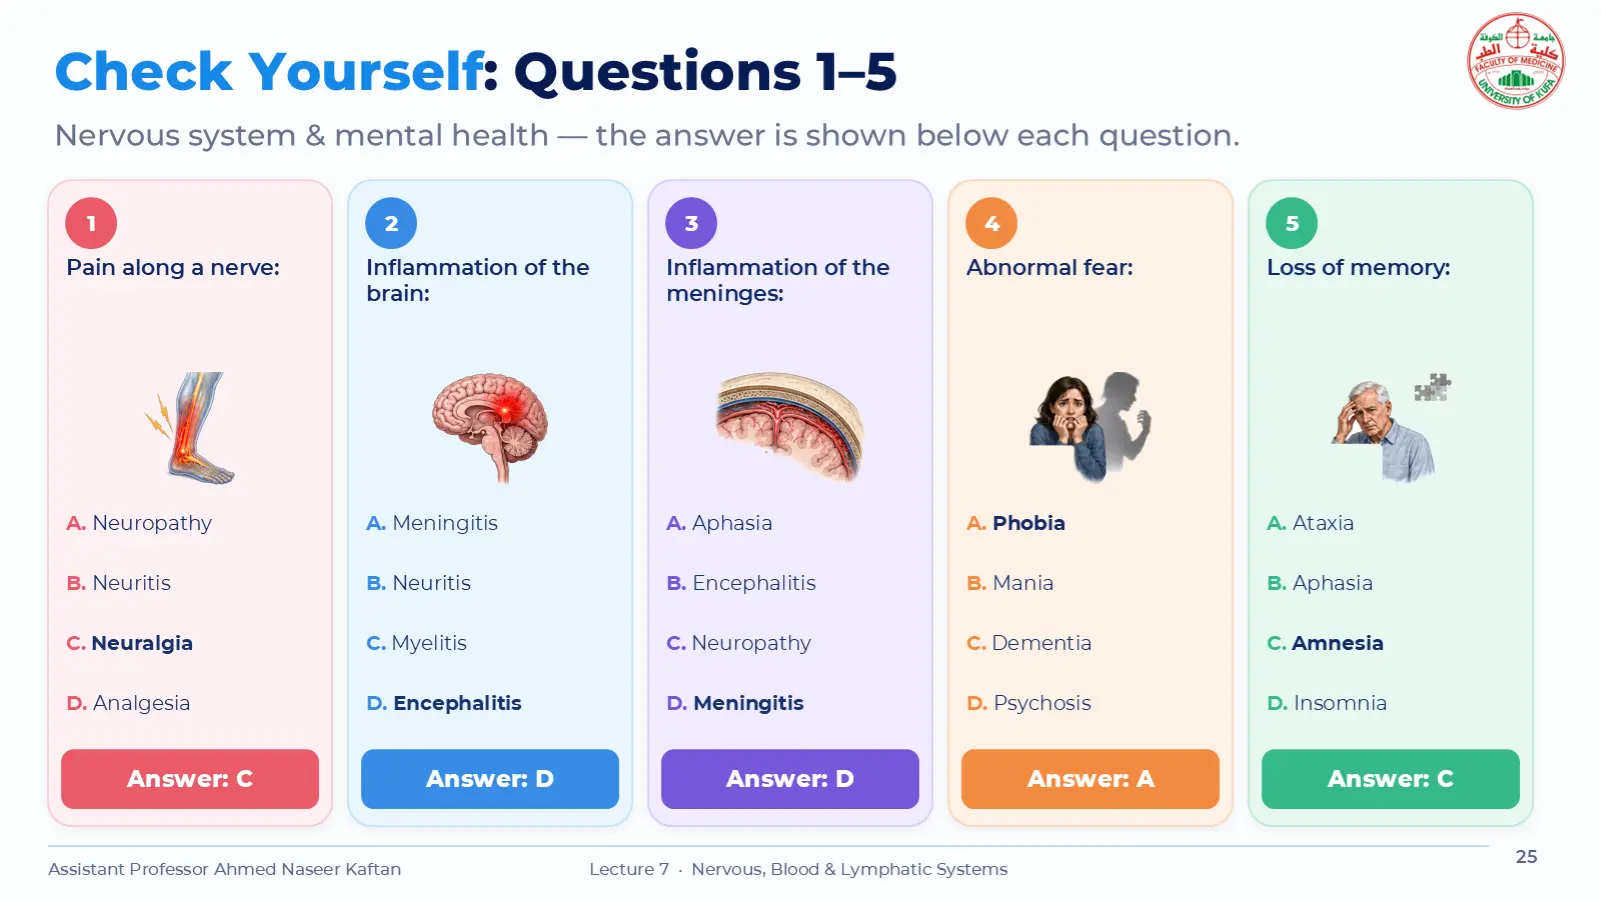 Check Yourself: Questions 1–5
Nervous system & mental health — the answer is shown below each question.
جامعة الكوفة
كلية الطب
FACULTY OF MEDICINE
UNIVERSITY OF KUFA
1
Pain along a nerve:
A. Neuropathy
B. Neuritis
C. Neuralgia
D. Analgesia
Answer: C
2
Inflammation of the
brain:
A. Meningitis
B. Neuritis
C. Myelitis
D. Encephalitis
Answer: D
3
Inflammation of the
meninges:
A. Aphasia
B. Encephalitis
C. Neuropathy
D. Meningitis
Answer: D
4
Abnormal fear:
A. Phobia
B. Mania
C. Dementia
D. Psychosis
Answer: A
5
Loss of memory:
A. Ataxia
B. Aphasia
C. Amnesia
D. Insomnia
Answer: C
Assistant Professor Ahmed Naseer Kaftan
Lecture 7 · Nervous, Blood & Lymphatic Systems
25